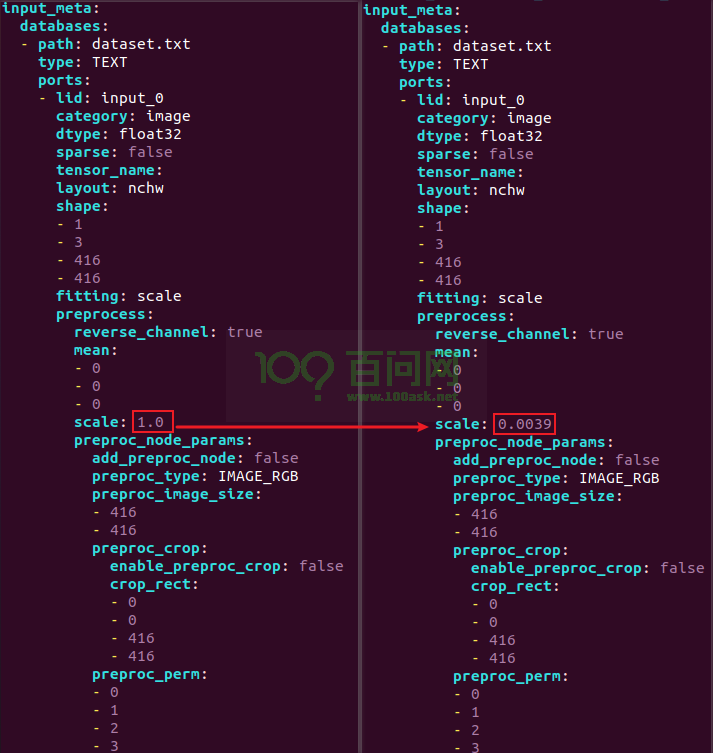 input_meta:
  databases:
  - path: dataset.txt
    type: TEXT
    ports:
    - lid: input_0
      category: image
      dtype: float32
      sparse: false
      tensor_name:
      layout: nchw
      shape:
      - 1
      - 3
      - 416
      - 416
      fitting: scale
      preprocess:
        reverse_channel: true
        mean:
        - 0
        - 0
        - 0
        scale: 1.0
        preproc_node_params:
          add_preproc_node: false
          preproc_type: IMAGE_RGB
          preproc_image_size:
          - 416
          - 416
          preproc_crop:
            enable_preproc_crop: false
            crop_rect:
            - 0
            - 0
            - 416
            - 416
          preproc_perm:
          - 0
          - 1
          - 2
          - 3
input_meta:
  databases:
  - path: dataset.txt
    type: TEXT
    ports:
    - lid: input_0
      category: image
      dtype: float32
      sparse: false
      tensor_name:
      layout: nchw
      shape:
      - 1
      - 3
      - 416
      - 416
      fitting: scale
      preprocess:
        reverse_channel: true
        mean:
        - 0
        - 0
        - 0
        scale: 0.0039
        preproc_node_params:
          add_preproc_node: false
          preproc_type: IMAGE_RGB
          preproc_image_size:
          - 416
          - 416
          preproc_crop:
            enable_preproc_crop: false
            crop_rect:
            - 0
            - 0
            - 416
            - 416
          preproc_perm:
          - 0
          - 1
          - 2
          - 3
100 百问网
www.100ask.net